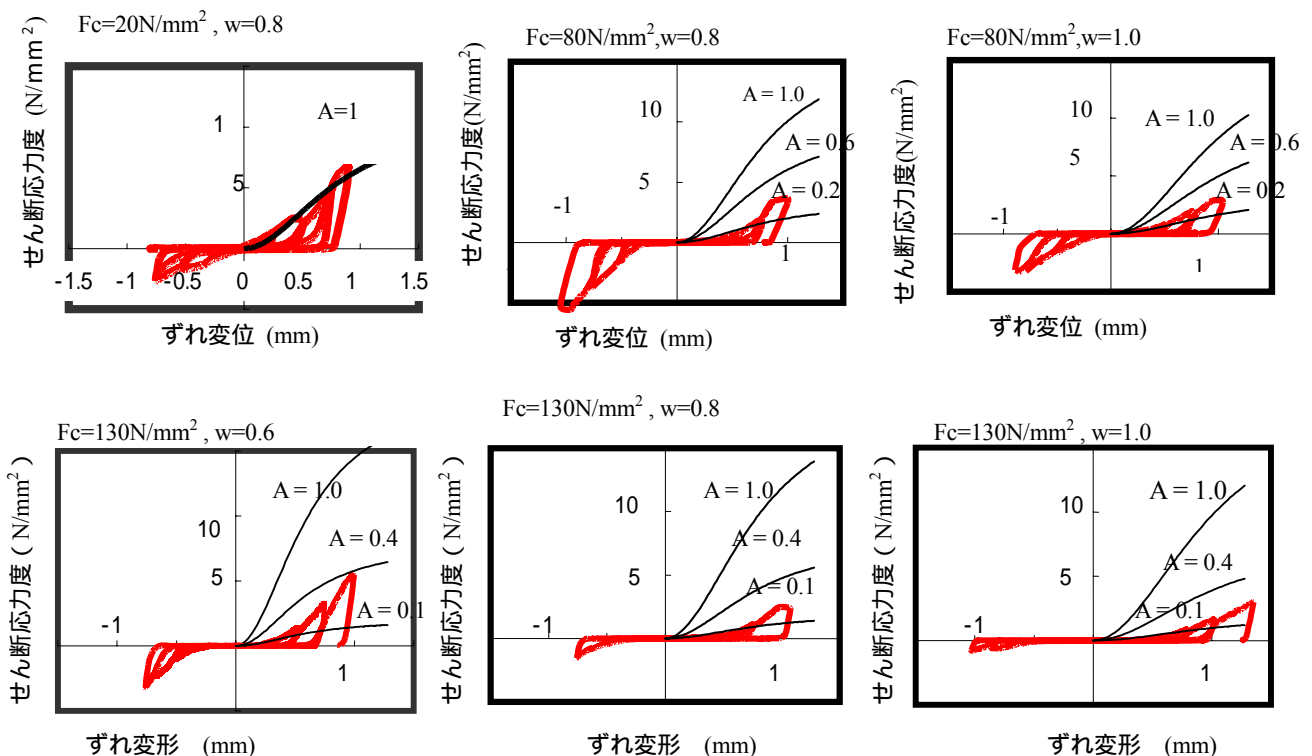 Fc=20N/mm² , w=0.8
せん断応力度 (N/mm²)
A=1
1
5
-1.5 -1 -0.5 0 0.5 1 1.5
ずれ変位 (mm)
Fc=80N/mm²,w=0.8
せん断応力度(N/mm²)
10
A = 1.0
A = 0.6
5
A = 0.2
-1
1
ずれ変位 (mm)
Fc=80N/mm²,w=1.0
せん断応力度(N/mm²)
10
A = 1.0
5
A = 0.6
A = 0.2
-1
1
ずれ変位 (mm)
Fc=130N/mm² , w=0.6
せん断応力度 ( N/mm² )
A = 1.0
10
A = 0.4
5
A = 0.1
-1
1
ずれ変形 (mm)
Fc=130N/mm² , w=0.8
せん断応力度 ( N/mm² )
A = 1.0
10
A = 0.4
5
A = 0.1
-1
1
ずれ変形 (mm)
Fc=130N/mm² , w=1.0
せん断応力度 ( N/mm² )
A = 1.0
10
A = 0.4
5
A = 0.1
-1
1
ずれ変形 (mm)